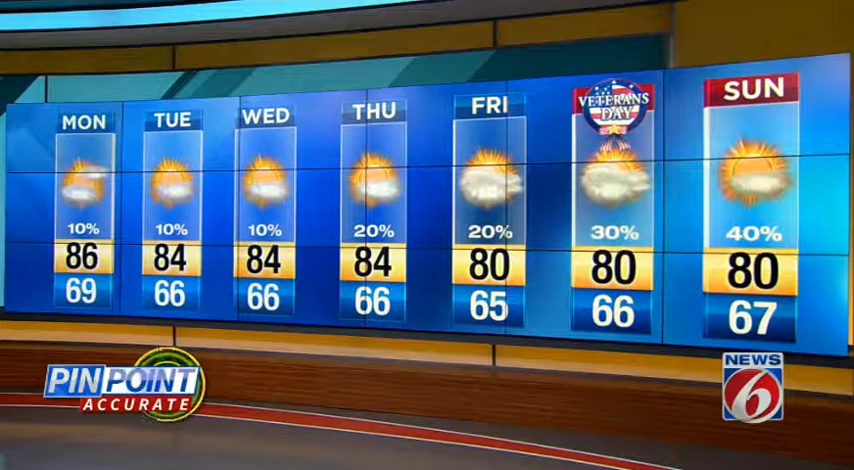 MON TUE WED THU FRI VETERANS DAY SUN
10% 10% 10% 20% 20% 30% 40%
86 84 84 84 80 80 80
69 66 66 66 65 66 67
PINPOINT
ACCURATE
NEWS
6